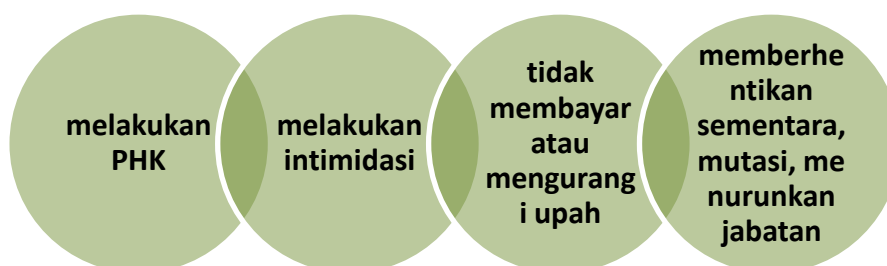 melakukan
PHK
melakukan
intimidasi
tidak
membayar
atau
mengurang
i upah
memberhe
ntikan
sementara,
mutasi, me
nurunkan
jabatan